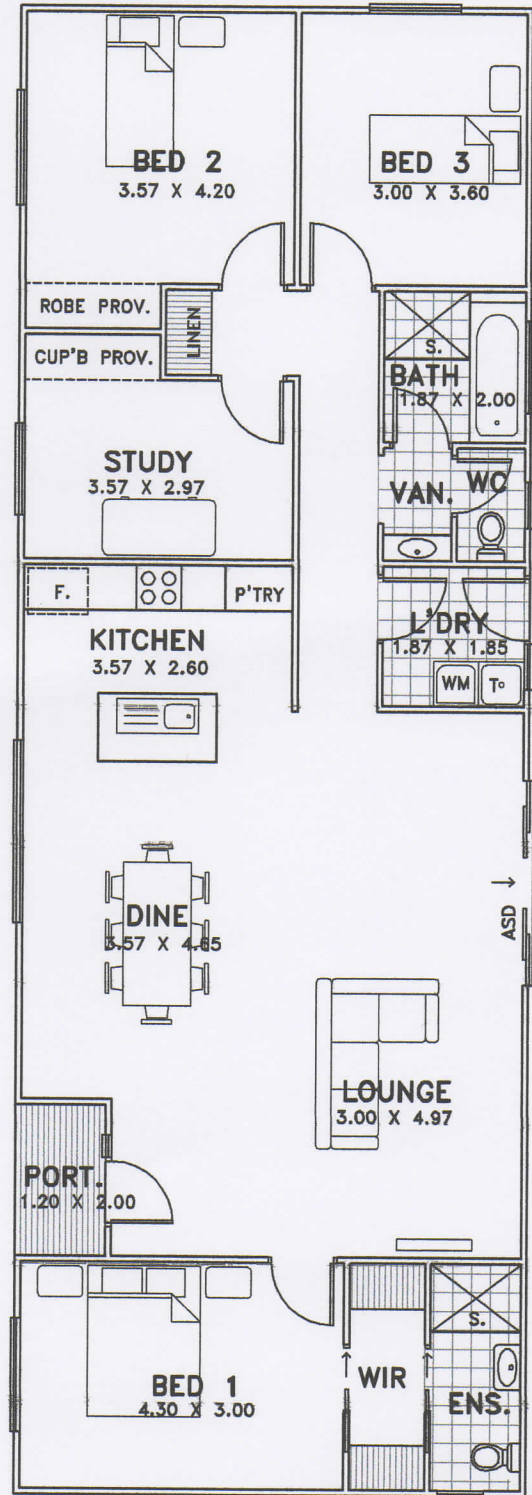 BED 2
3.57 X 4.20
BED 3
3.00 X 3.60
ROBE PROV.
LINEN
CUP'B PROV.
S.
BATH
1.87 X 2.00
STUDY
3.57 X 2.97
VAN.
WC
F.
P'TRY
KITCHEN
3.57 X 2.60
L'DRY
1.87 X 1.85
WM
To
DINE
3.57 X 4.65
ASD
LOUNGE
3.00 X 4.97
PORT.
1.20 X 2.00
BED 1
4.30 X 3.00
WIR
S.
ENS.